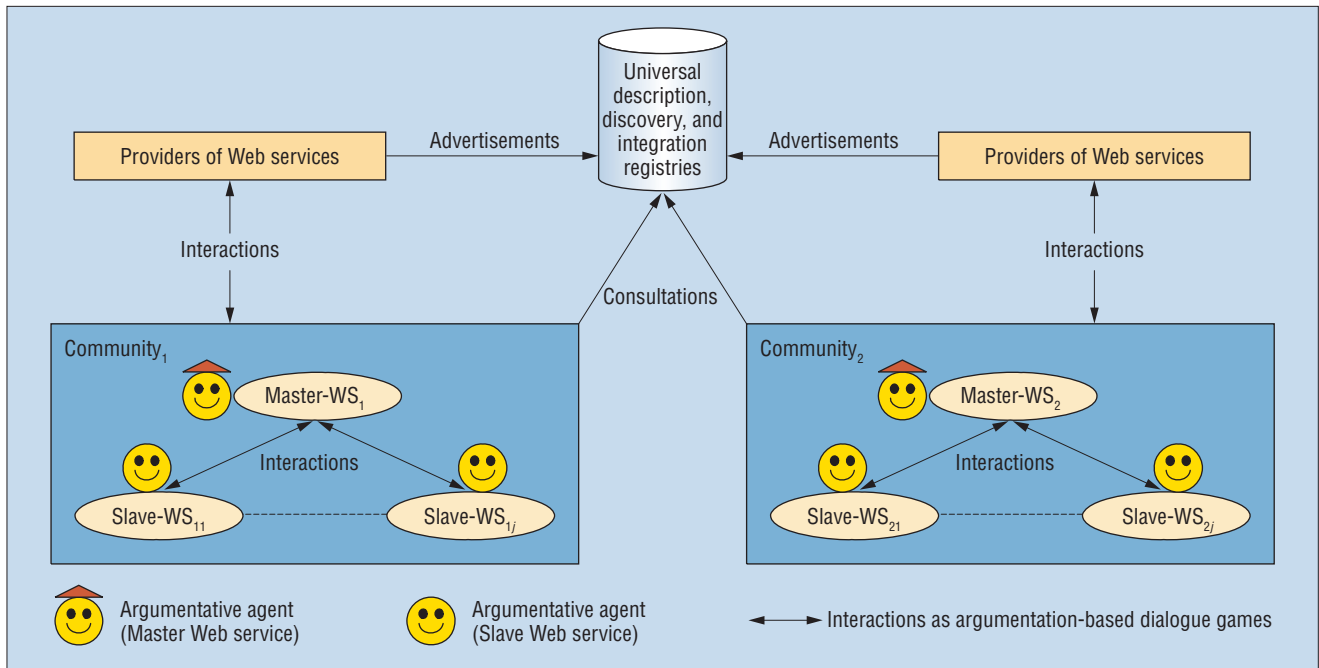 Universal
description,
discovery, and
integration
registries
Providers of Web services
Advertisements
Advertisements
Providers of Web services
Interactions
Interactions
Consultations
Community1
Master-WS1
Interactions
Slave-WS11
Slave-WS1j
Community2
Master-WS2
Interactions
Slave-WS21
Slave-WS2j
Argumentative agent
(Master Web service)
Argumentative agent
(Slave Web service)
Interactions as argumentation-based dialogue games